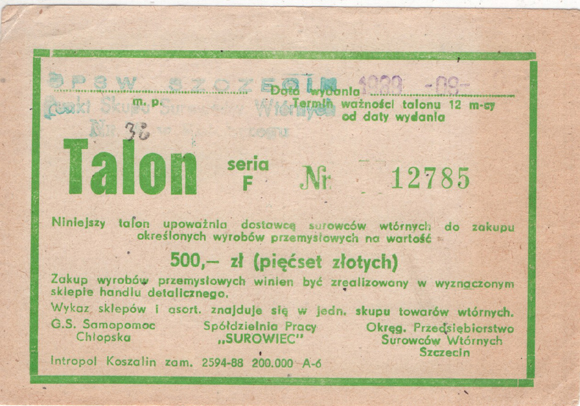 OPSW SZCZECIN
Data wydania
m. p.
Termin ważności talonu 12 m-cy
od daty wydania
36
Talon
seria
F
Nr 12785
Niniejszy talon upoważnia dostawcę surowców wtórnych do zakupu
określonych wyrobów przemysłowych na wartość
500,— zł (pięćset złotych)
Zakup wyrobów przemysłowych winien być zrealizowany w wyznaczonym
sklepie handlu detalicznego.
Wykaz sklepów i asort. znajduje się w jedn. skupu towarów wtórnych.
G.S. Samopomoc
Chłopska
Spółdzielnia Pracy
„SUROWIEC"
Okręg. Przedsiębiorstwo
Surowców Wtórnych
Szczecin
Intropol Koszalin zam. 2594-88 200.000 A-6